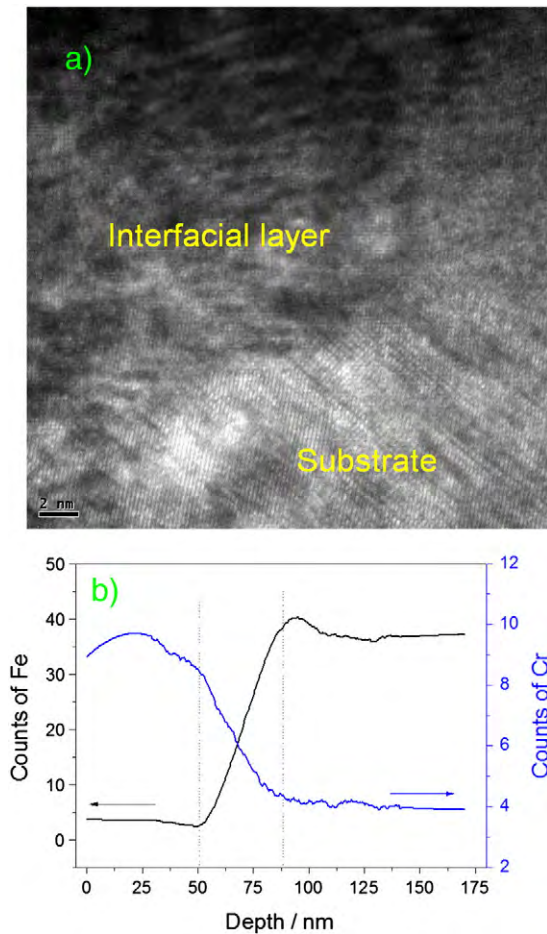 a)
Interfacial layer
Substrate
2 nm
b)
50
40
30
20
10
0
Counts of Fe
12
10
8
6
4
2
Counts of Cr
0 25 50 75 100 125 150 175
Depth / nm